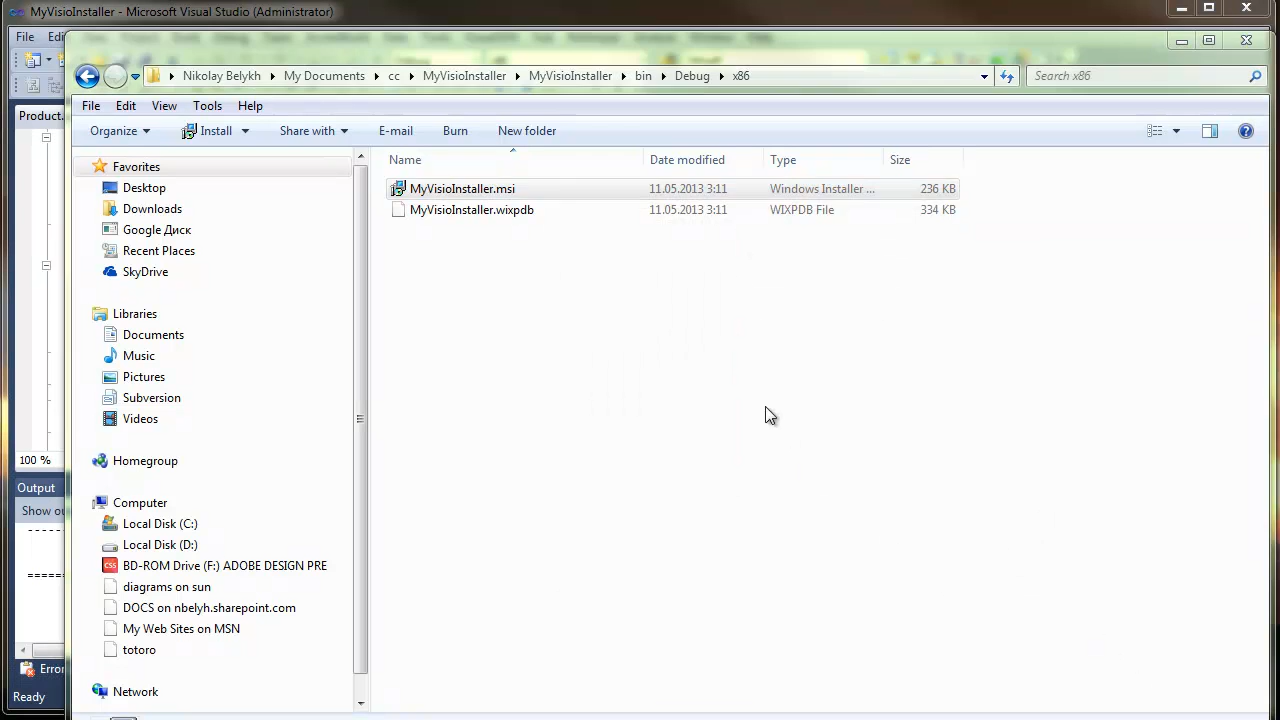 MyVisioInstaller - Microsoft Visual Studio (Administrator)
File Edi
Nikolay Belykh My Documents cc MyVisioInstaller MyVisioInstaller bin Debug x86 Search x86
File Edit View Tools Help
Product.
Organize Install Share with E-mail Burn New folder
Name Date modified Type Size
Favorites
Desktop
Downloads
Google Диск
Recent Places
SkyDrive
Libraries
Documents
Music
Pictures
Subversion
Videos
Homegroup
Computer
Local Disk (C:)
Local Disk (D:)
BD-ROM Drive (F:) ADOBE DESIGN PRE
diagrams on sun
DOCS on nbelyh.sharepoint.com
My Web Sites on MSN
totoro
Network
MyVisioInstaller.msi 11.05.2013 3:11 Windows Installer ... 236 KB
MyVisioInstaller.wixpdb 11.05.2013 3:11 WIXPDB File 334 KB
100 %
Output
Show ou
Error
Ready